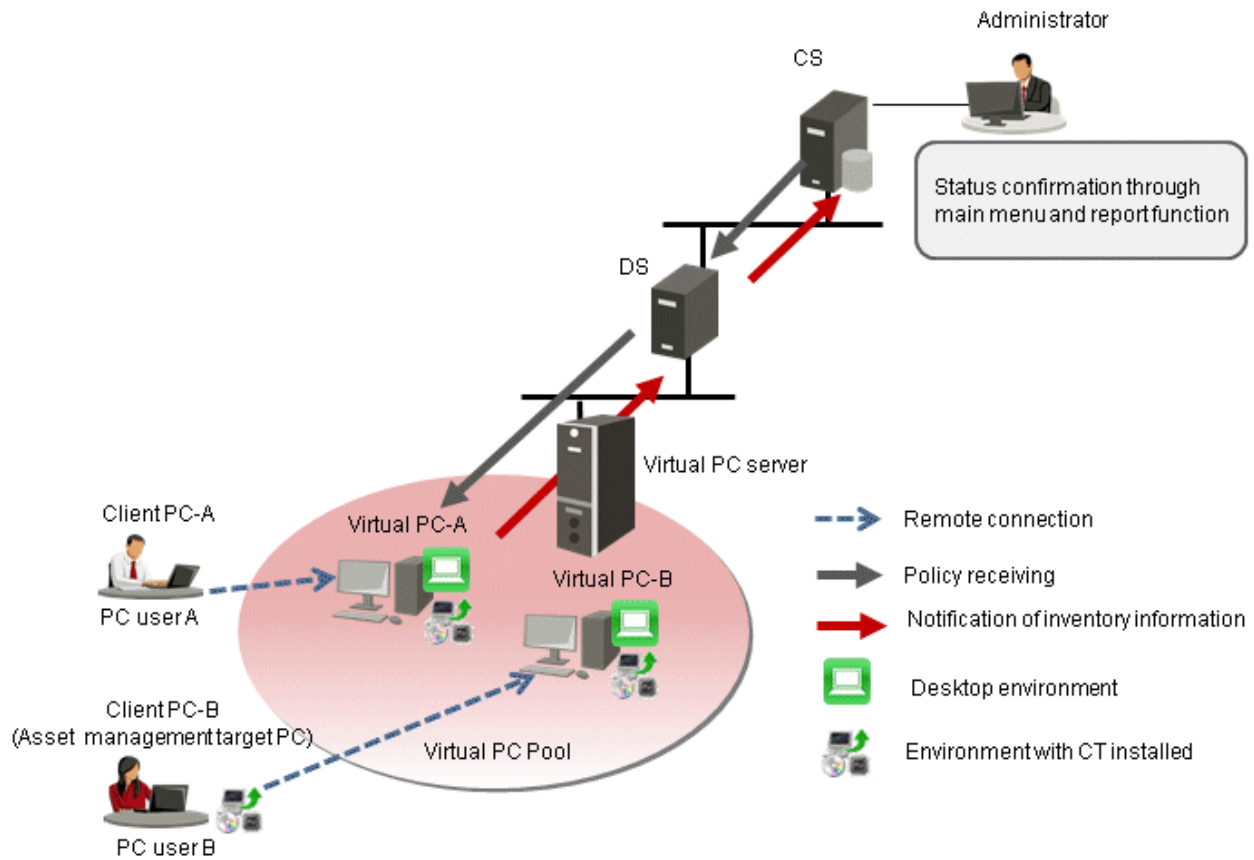 Administrator
CS
Status confirmation through
main menu and report function
DS
Virtual PC server
Client PC-A
Virtual PC-A
PC user A
Virtual PC-B
Client PC-B
(Asset management target PC)
Virtual PC Pool
PC user B
Remote connection
Policy receiving
Notification of inventory information
Desktop environment
Environment with CT installed